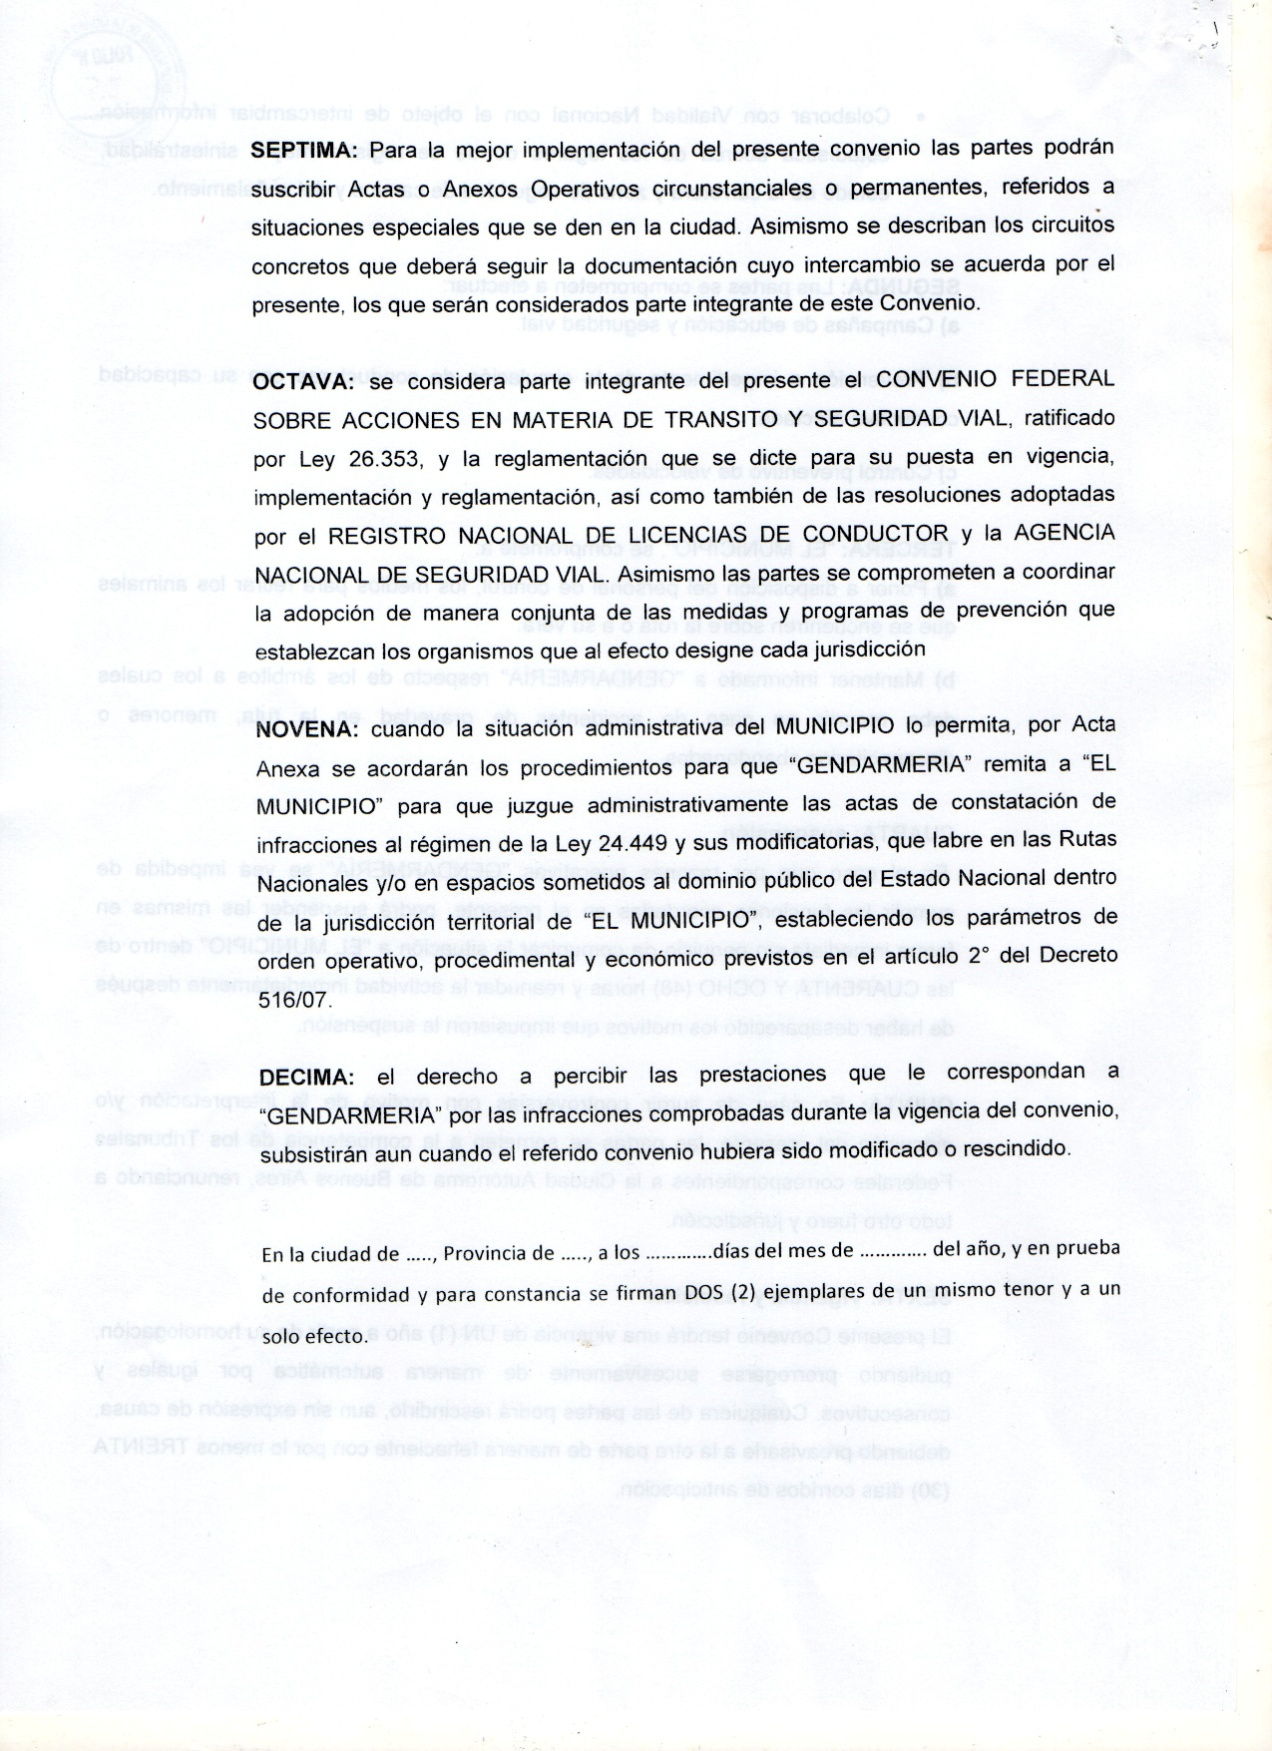 SEPTIMA: Para la mejor implementación del presente convenio las partes podrán
suscribir Actas o Anexos Operativos circunstanciales o permanentes, referidos a
situaciones especiales que se den en la ciudad. Asimismo se describan los circuitos
concretos que deberá seguir la documentación cuyo intercambio se acuerda por el
presente, los que serán considerados parte integrante de este Convenio.
OCTAVA: se considera parte integrante del presente el CONVENIO FEDERAL
SOBRE ACCIONES EN MATERIA DE TRANSITO Y SEGURIDAD VIAL, ratificado
por Ley 26.353, y la reglamentación que se dicte para su puesta en vigencia,
implementación y reglamentación, así como también de las resoluciones adoptadas
por el REGISTRO NACIONAL DE LICENCIAS DE CONDUCTOR y la AGENCIA
NACIONAL DE SEGURIDAD VIAL. Asimismo las partes se comprometen a coordinar
la adopción de manera conjunta de las medidas y programas de prevención que
establezcan los organismos que al efecto designe cada jurisdicción
NOVENA: cuando la situación administrativa del MUNICIPIO lo permita, por Acta
Anexa se acordarán los procedimientos para que “GENDARMERIA” remita a “EL
MUNICIPIO” para que juzgue administrativamente las actas de constatación de
infracciones al régimen de la Ley 24.449 y sus modificatorias, que labre en las Rutas
Nacionales y/o en espacios sometidos al dominio público del Estado Nacional dentro
de la jurisdicción territorial de “EL MUNICIPIO”, estableciendo los parámetros de
orden operativo, procedimental y económico previstos en el artículo 2° del Decreto
516/07.
DECIMA: el derecho a percibir las prestaciones que le correspondan a
“GENDARMERIA” por las infracciones comprobadas durante la vigencia del convenio,
subsistirán aun cuando el referido convenio hubiera sido modificado o rescindido.
En la ciudad de ....., Provincia de ....., a los .............días del mes de ............. del año, y en prueba
de conformidad y para constancia se firman DOS (2) ejemplares de un mismo tenor y a un
solo efecto.